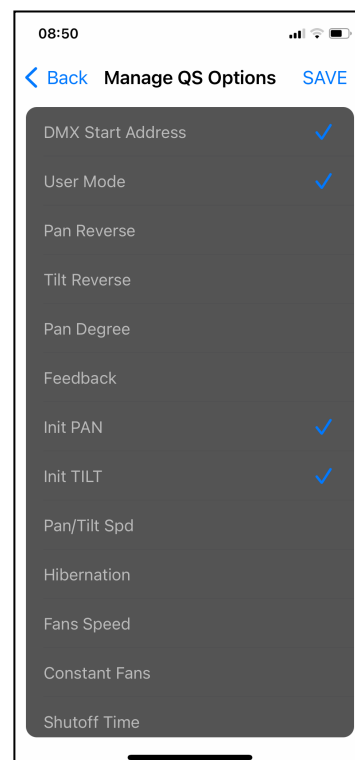 08:50
Back Manage QS Options SAVE
DMX Start Address
User Mode
Pan Reverse
Tilt Reverse
Pan Degree
Feedback
Init PAN
Init TILT
Pan/Tilt Spd
Hibernation
Fans Speed
Constant Fans
Shutoff Time